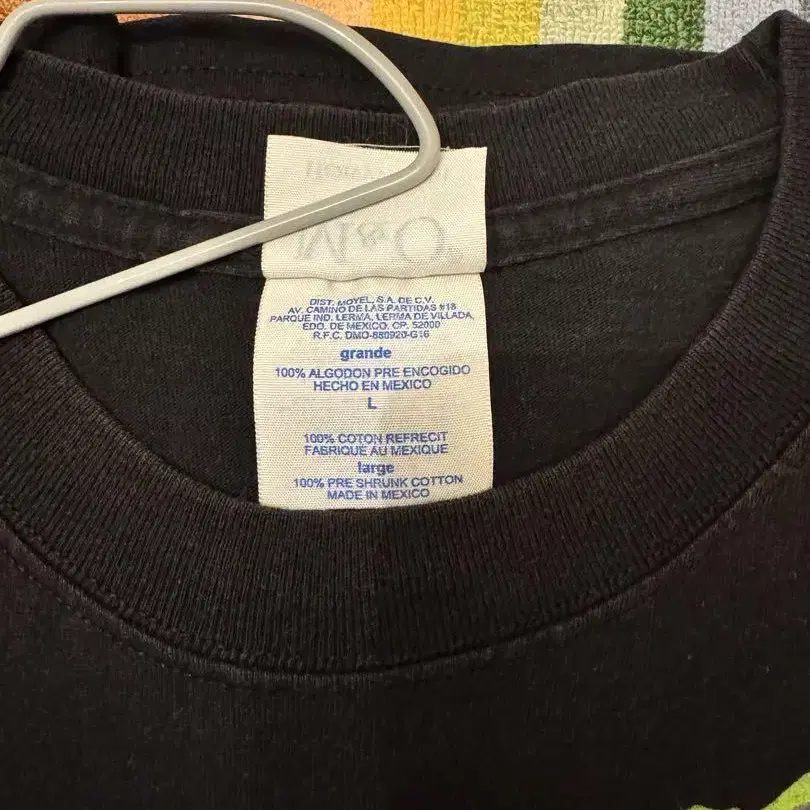 M&O
DIST. MOYEL, S.A. DE C.V.
AV. CAMINO DE LAS PARTIDAS #18
PARQUE IND. LERMA, LERMA DE VILLADA,
EDO. DE MEXICO, CP. 52000
R.F.C. DMO-880920-G16
grande
100% ALGODON PRE ENCOGIDO
HECHO EN MEXICO
L
100% COTON REFRECIT
FABRIQUE AU MEXIQUE
large
100% PRE SHRUNK COTTON
MADE IN MEXICO